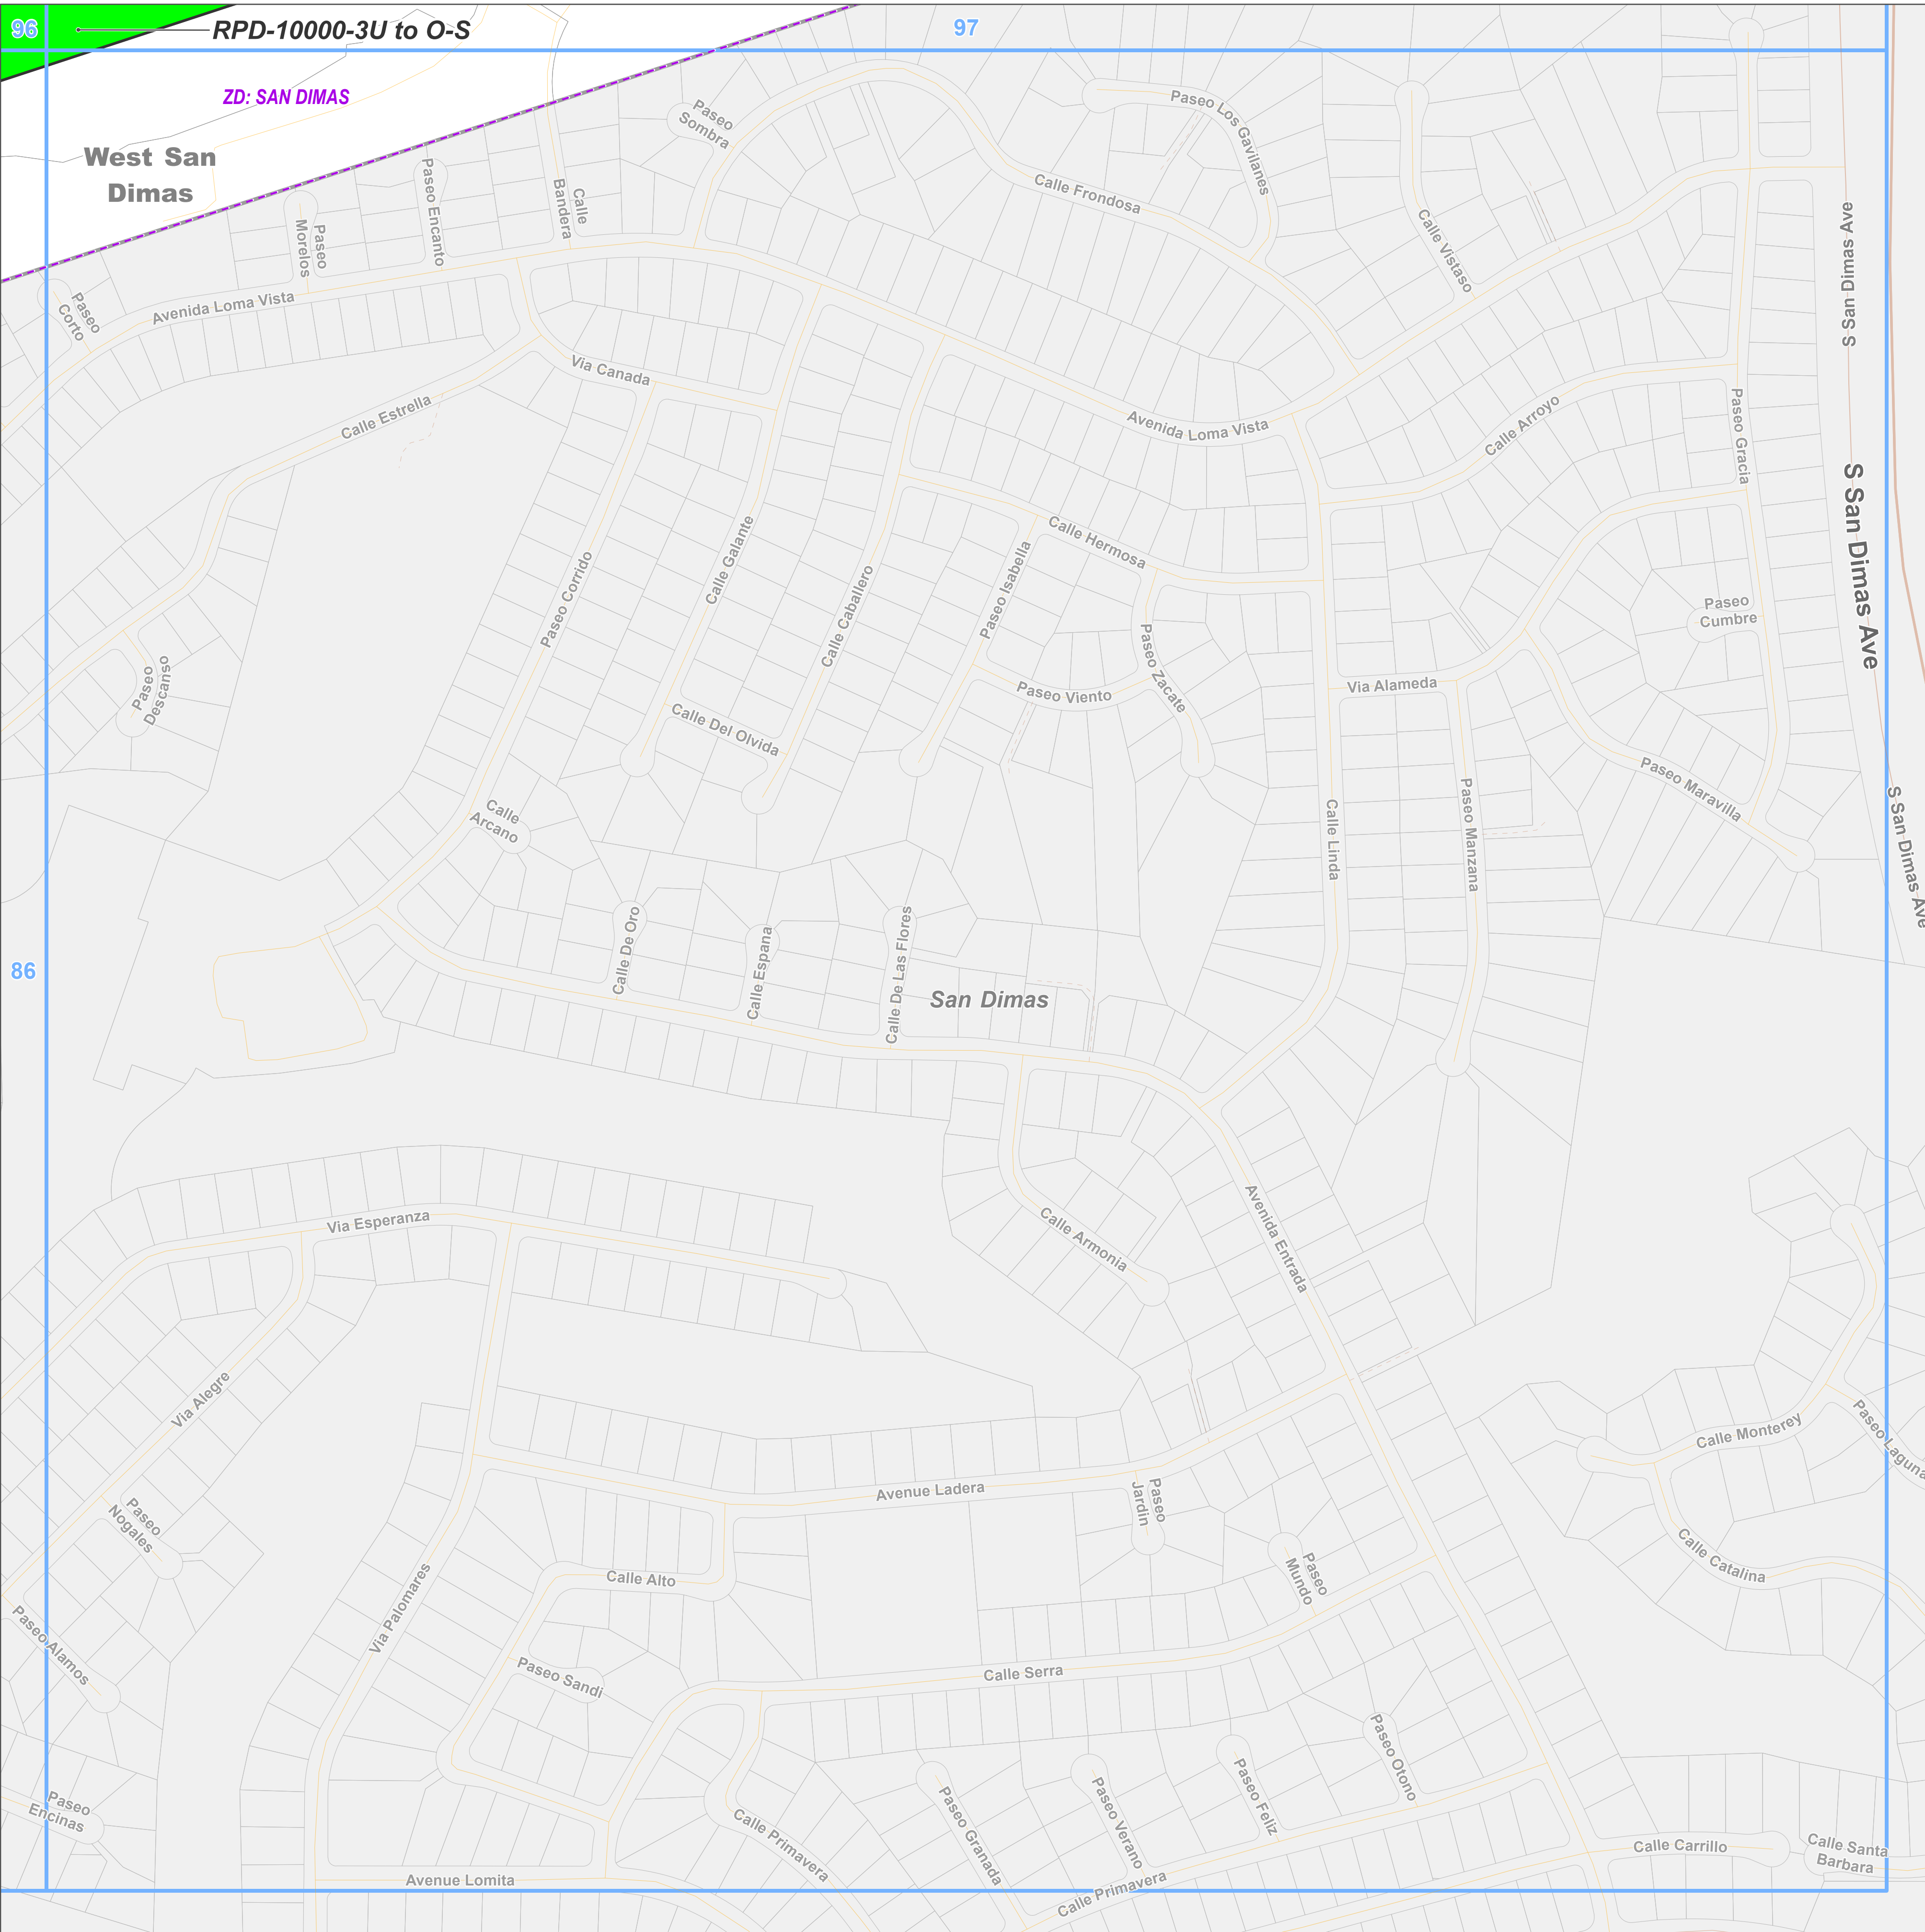 96
RPD-10000-3U to O-S
97
ZD: SAN DIMAS
West San
Dimas
Paseo
Sombra
Paseo Los Gavilanes
Calle Frondosa
Paseo Encanto
Calle
Bandera
Paseo
Morelos
Calle Vistaso
S San Dimas Ave
Paseo
Corto
Avenida Loma Vista
Via Canada
Calle Estrella
Avenida Loma Vista
Calle Arroyo
Paseo Gracia
S San Dimas Ave
Calle Hermosa
Calle Galante
Paseo Corrido
Calle Caballero
Paseo Isabella
Paseo Zacate
Paseo
Cumbre
Paseo
Descanso
Paseo Viento
Via Alameda
Calle Del Olvida
Paseo Maravilla
Paseo Manzana
Calle Linda
S San Dimas Ave
Calle
Arcano
Calle De Oro
Calle Espana
Calle De Las Flores
86
San Dimas
Via Esperanza
Calle Armonia
Avenida Entrada
Via Alegre
Calle Monterey
Paseo Laguna
Avenue Ladera
Paseo
Jardin
Paseo
Nogales
Calle Catalina
Calle Alto
Paseo
Mundo
Via Palomares
Paseo Alamos
Paseo Sandi
Calle Serra
Paseo Otono
Paseo Feliz
Paseo Verano
Paseo Granada
Paseo
Encinas
Calle Primavera
Calle Carrillo
Calle Santa
Barbara
Avenue Lomita
Calle Primavera